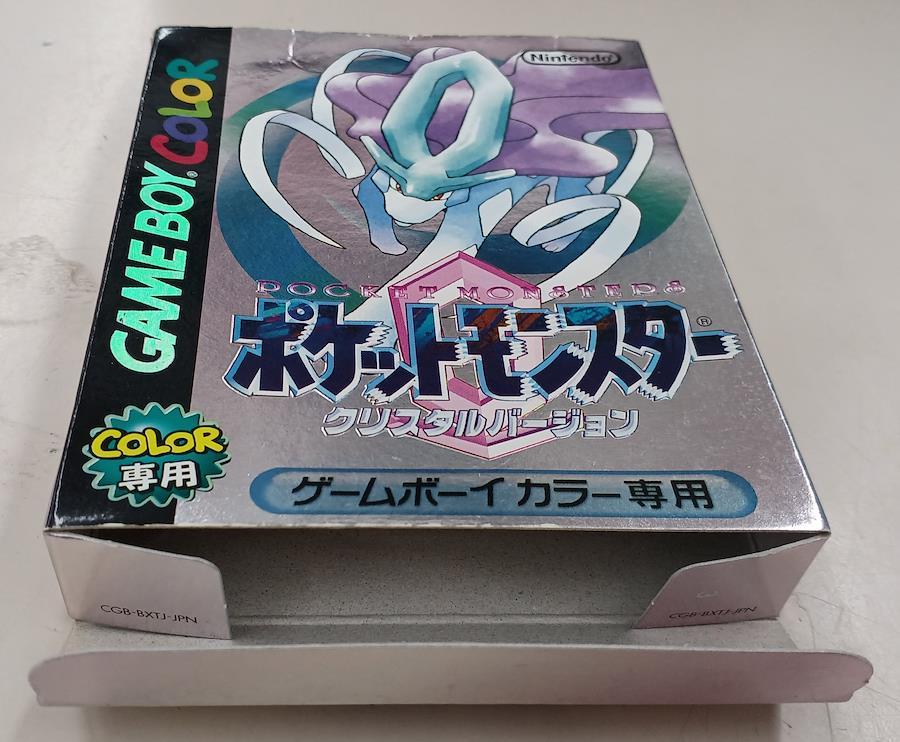 Nintendo
GAME BOY® COLOR
POCKET MONSTERS
ポケットモンスター®
クリスタルバージョン
COLOR
専用
ゲームボーイ カラー専用
CGB-BXTJ-JPN
CGB-BXTJ-JPN